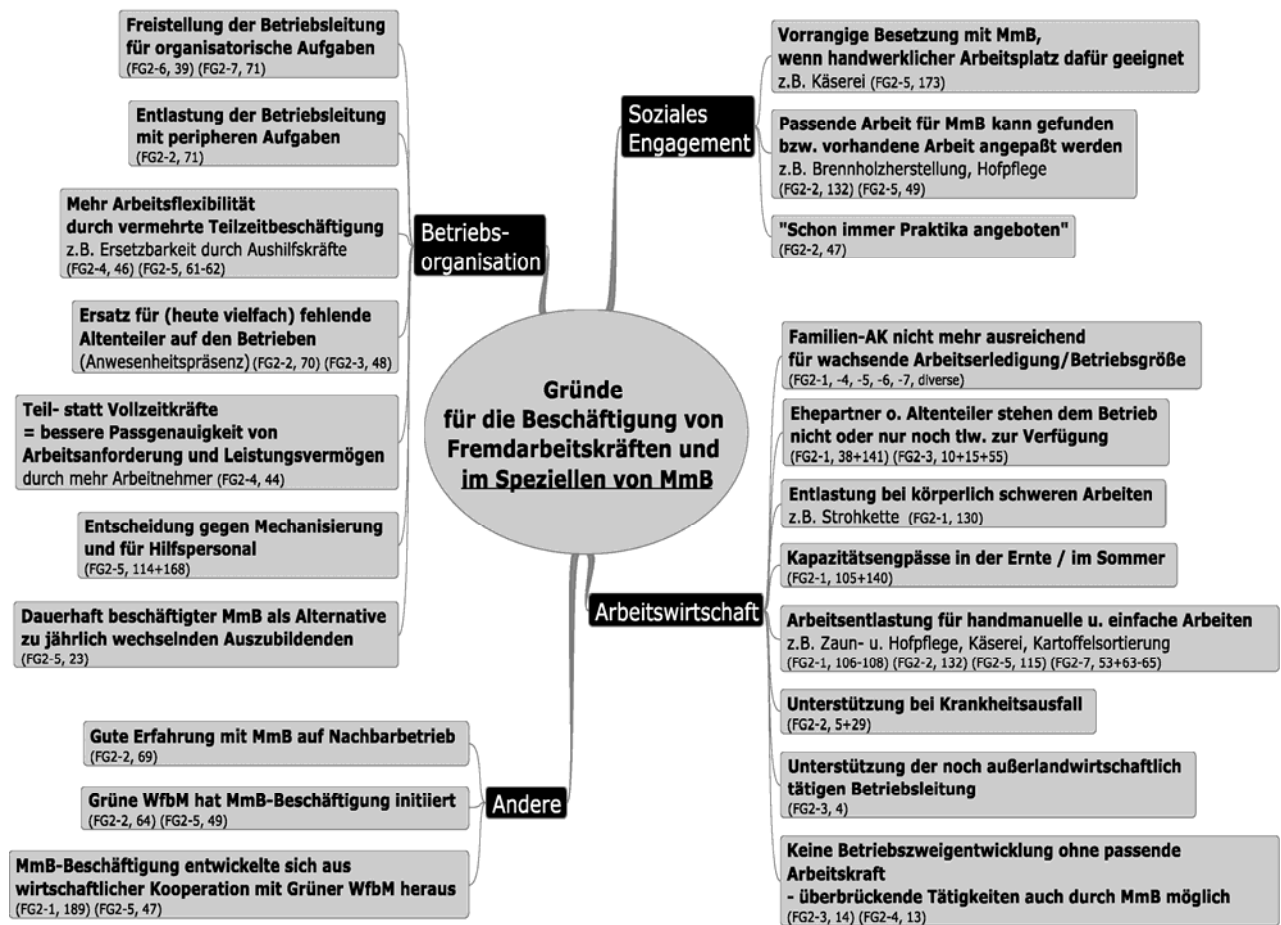 Gründe
für die Beschäftigung von
Fremdarbeitskräften und
im Speziellen von MmB
Betriebs-
organisation
Freistellung der Betriebsleitung
für organisatorische Aufgaben
(FG2-6, 39) (FG2-7, 71)
Entlastung der Betriebsleitung
mit peripheren Aufgaben
(FG2-2, 71)
Mehr Arbeitsflexibilität
durch vermehrte Teilzeitbeschäftigung
z.B. Ersetzbarkeit durch Aushilfskräfte
(FG2-4, 46) (FG2-5, 61-62)
Ersatz für (heute vielfach) fehlende
Altenteiler auf den Betrieben
(Anwesenheitspräsenz) (FG2-2, 70) (FG2-3, 48)
Teil- statt Vollzeitkräfte
= bessere Passgenauigkeit von
Arbeitsanforderung und Leistungsvermögen
durch mehr Arbeitnehmer (FG2-4, 44)
Entscheidung gegen Mechanisierung
und für Hilfspersonal
(FG2-5, 114+168)
Dauerhaft beschäftigter MmB als Alternative
zu jährlich wechselnden Auszubildenden
(FG2-5, 23)
Soziales
Engagement
Vorrangige Besetzung mit MmB,
wenn handwerklicher Arbeitsplatz dafür geeignet
z.B. Käserei (FG2-5, 173)
Passende Arbeit für MmB kann gefunden
bzw. vorhandene Arbeit angepaßt werden
z.B. Brennholzherstellung, Hofpflege
(FG2-2, 132) (FG2-5, 49)
"Schon immer Praktika angeboten"
(FG2-2, 47)
Arbeitswirtschaft
Familien-AK nicht mehr ausreichend
für wachsende Arbeitserledigung/Betriebsgröße
(FG2-1, -4, -5, -6, -7, diverse)
Ehepartner o. Altenteiler stehen dem Betrieb
nicht oder nur noch tlw. zur Verfügung
(FG2-1, 38+141) (FG2-3, 10+15+55)
Entlastung bei körperlich schweren Arbeiten
z.B. Strohkette (FG2-1, 130)
Kapazitätsengpässe in der Ernte / im Sommer
(FG2-1, 105+140)
Arbeitsentlastung für handmanuelle u. einfache Arbeiten
z.B. Zaun- u. Hofpflege, Käserei, Kartoffelsortierung
(FG2-1, 106-108) (FG2-2, 132) (FG2-5, 115) (FG2-7, 53+63-65)
Unterstützung bei Krankheitsausfall
(FG2-2, 5+29)
Unterstützung der noch außerlandwirtschaftlich
tätigen Betriebsleitung
(FG2-3, 4)
Keine Betriebszweigentwicklung ohne passende
Arbeitskraft
- überbrückende Tätigkeiten auch durch MmB möglich
(FG2-3, 14) (FG2-4, 13)
Andere
Gute Erfahrung mit MmB auf Nachbarbetrieb
(FG2-2, 69)
Grüne WfbM hat MmB-Beschäftigung initiiert
(FG2-2, 64) (FG2-5, 49)
MmB-Beschäftigung entwickelte sich aus
wirtschaftlicher Kooperation mit Grüner WfbM heraus
(FG2-1, 189) (FG2-5, 47)